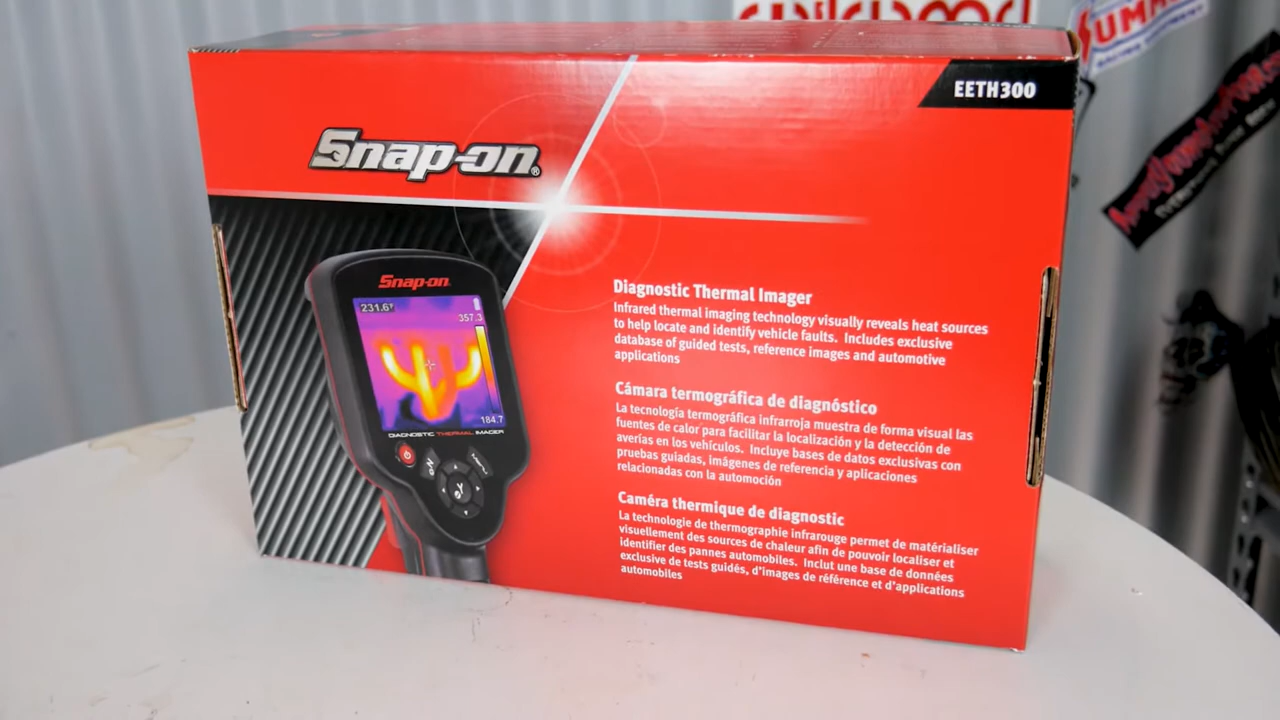 EETH300
Snap-on®
Diagnostic Thermal Imager
Infrared thermal imaging technology visually reveals heat sources
to help locate and identify vehicle faults. Includes exclusive
database of guided tests, reference images and automotive
applications
Cámara termográfica de diagnóstico
La tecnología termográfica infrarroja muestra de forma visual las
fuentes de calor para facilitar la localización y la detección de
averías en los vehículos. Incluye bases de datos exclusivas con
pruebas guiadas, imágenes de referencia y aplicaciones
relacionadas con la automoción
Caméra thermique de diagnostic
La technologie de thermographie infrarouge permet de matérialiser
visuellement des sources de chaleur afin de pouvoir localiser et
identifier des pannes automobiles. Inclut une base de données
exclusive de tests guidés, d'images de référence et d'applications
automobiles
Snap-on
231.6°F
357.3
184.7
DIAGNOSTIC THERMAL IMAGER
MENU